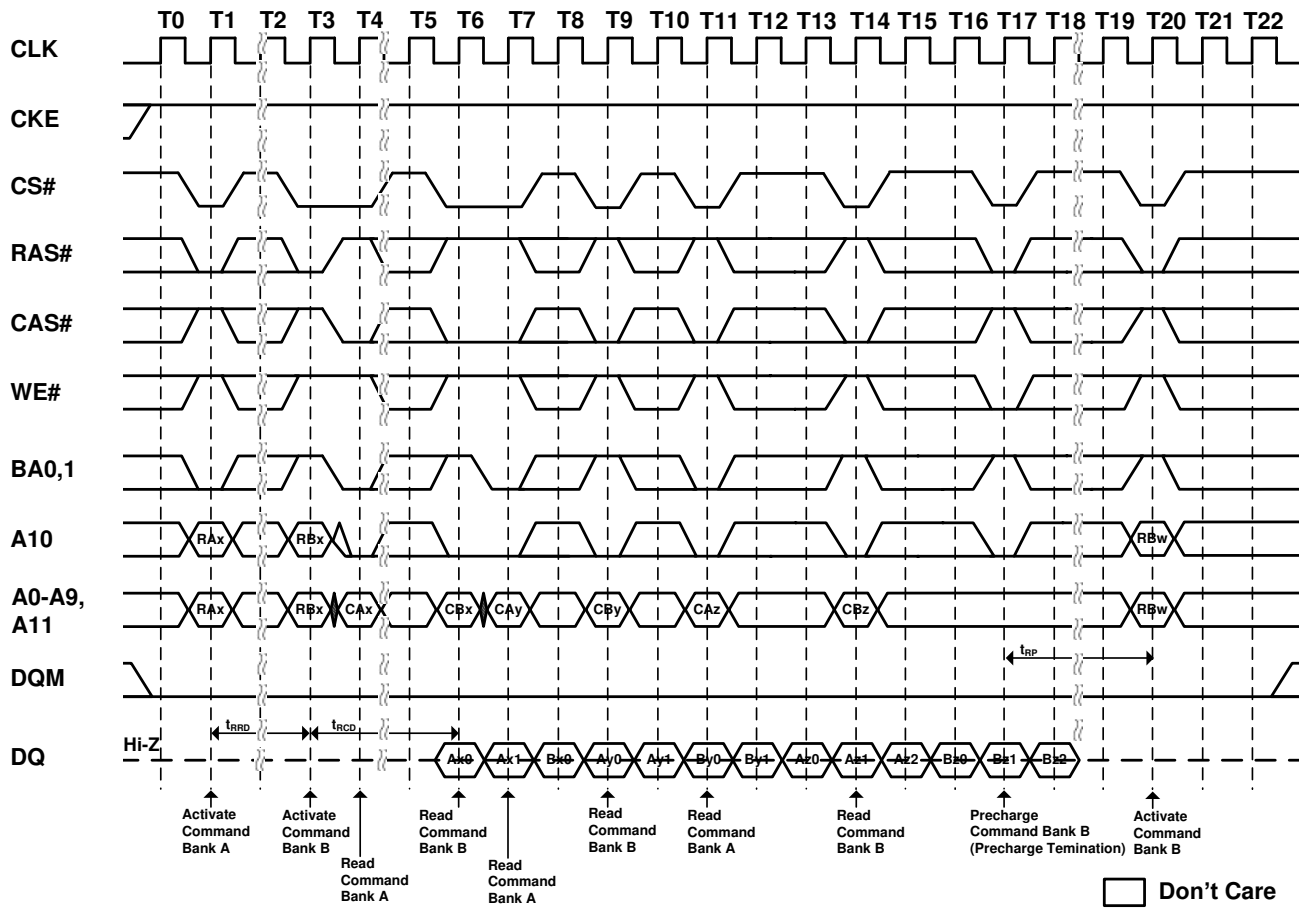 T0 T1 T2 T3 T4 T5 T6 T7 T8 T9 T10 T11 T12 T13 T14 T15 T16 T17 T18 T19 T20 T21 T22
CLK
CKE
CS#
RAS#
CAS#
WE#
BA0,1
A10
RAx RBx RBw
A0-A9,
A11
RAx RBx CAx CBx CAy CBy CAz CBz RBw
tRP
DQM
tRRD tRCD
Hi-Z
DQ
Ax0 Ax1 Bx0 Ay0 Ay1 By0 By1 Az0 Az1 Az2 Bz0 Bz1 Bz2
Activate
Command
Bank A
Activate
Command
Bank B
Read
Command
Bank A
Read
Command
Bank B
Read
Command
Bank A
Read
Command
Bank B
Read
Command
Bank A
Read
Command
Bank B
Precharge
Command Bank B
(Precharge Temination)
Activate
Command
Bank B
Don't Care